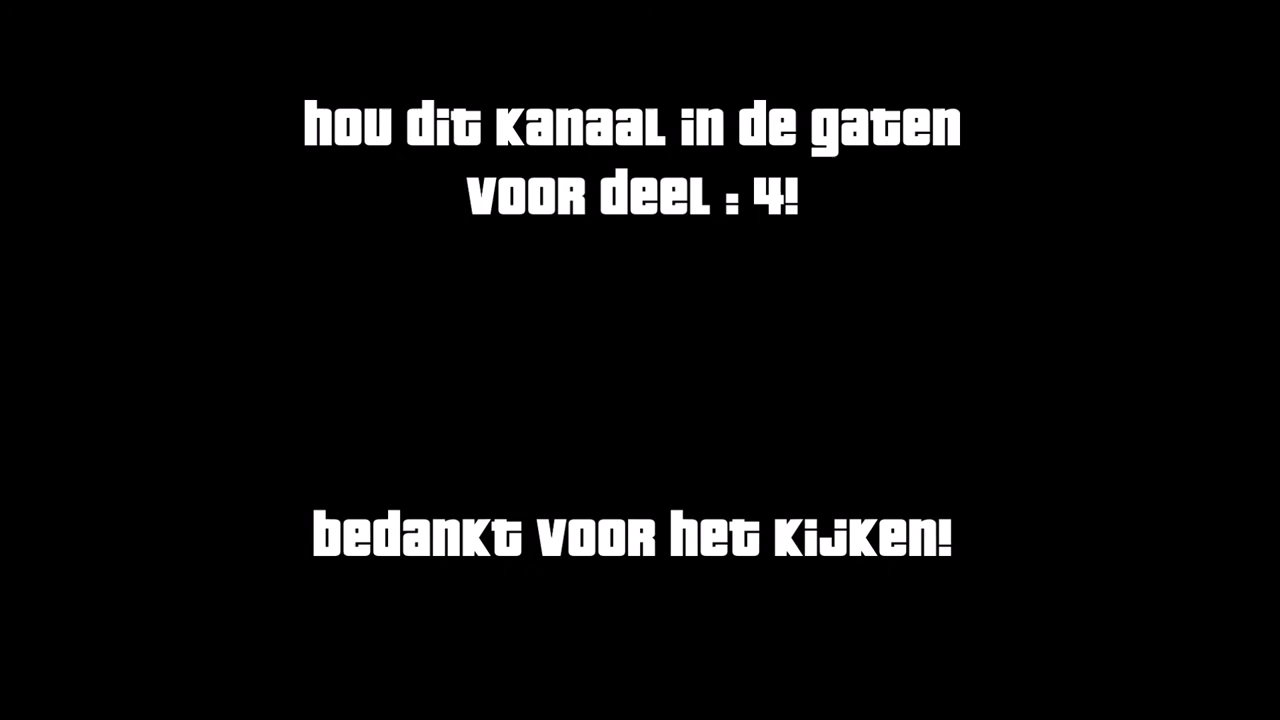 Hou dit kanaal in de gaten
voor deel : 4!
Bedankt voor het kijken!